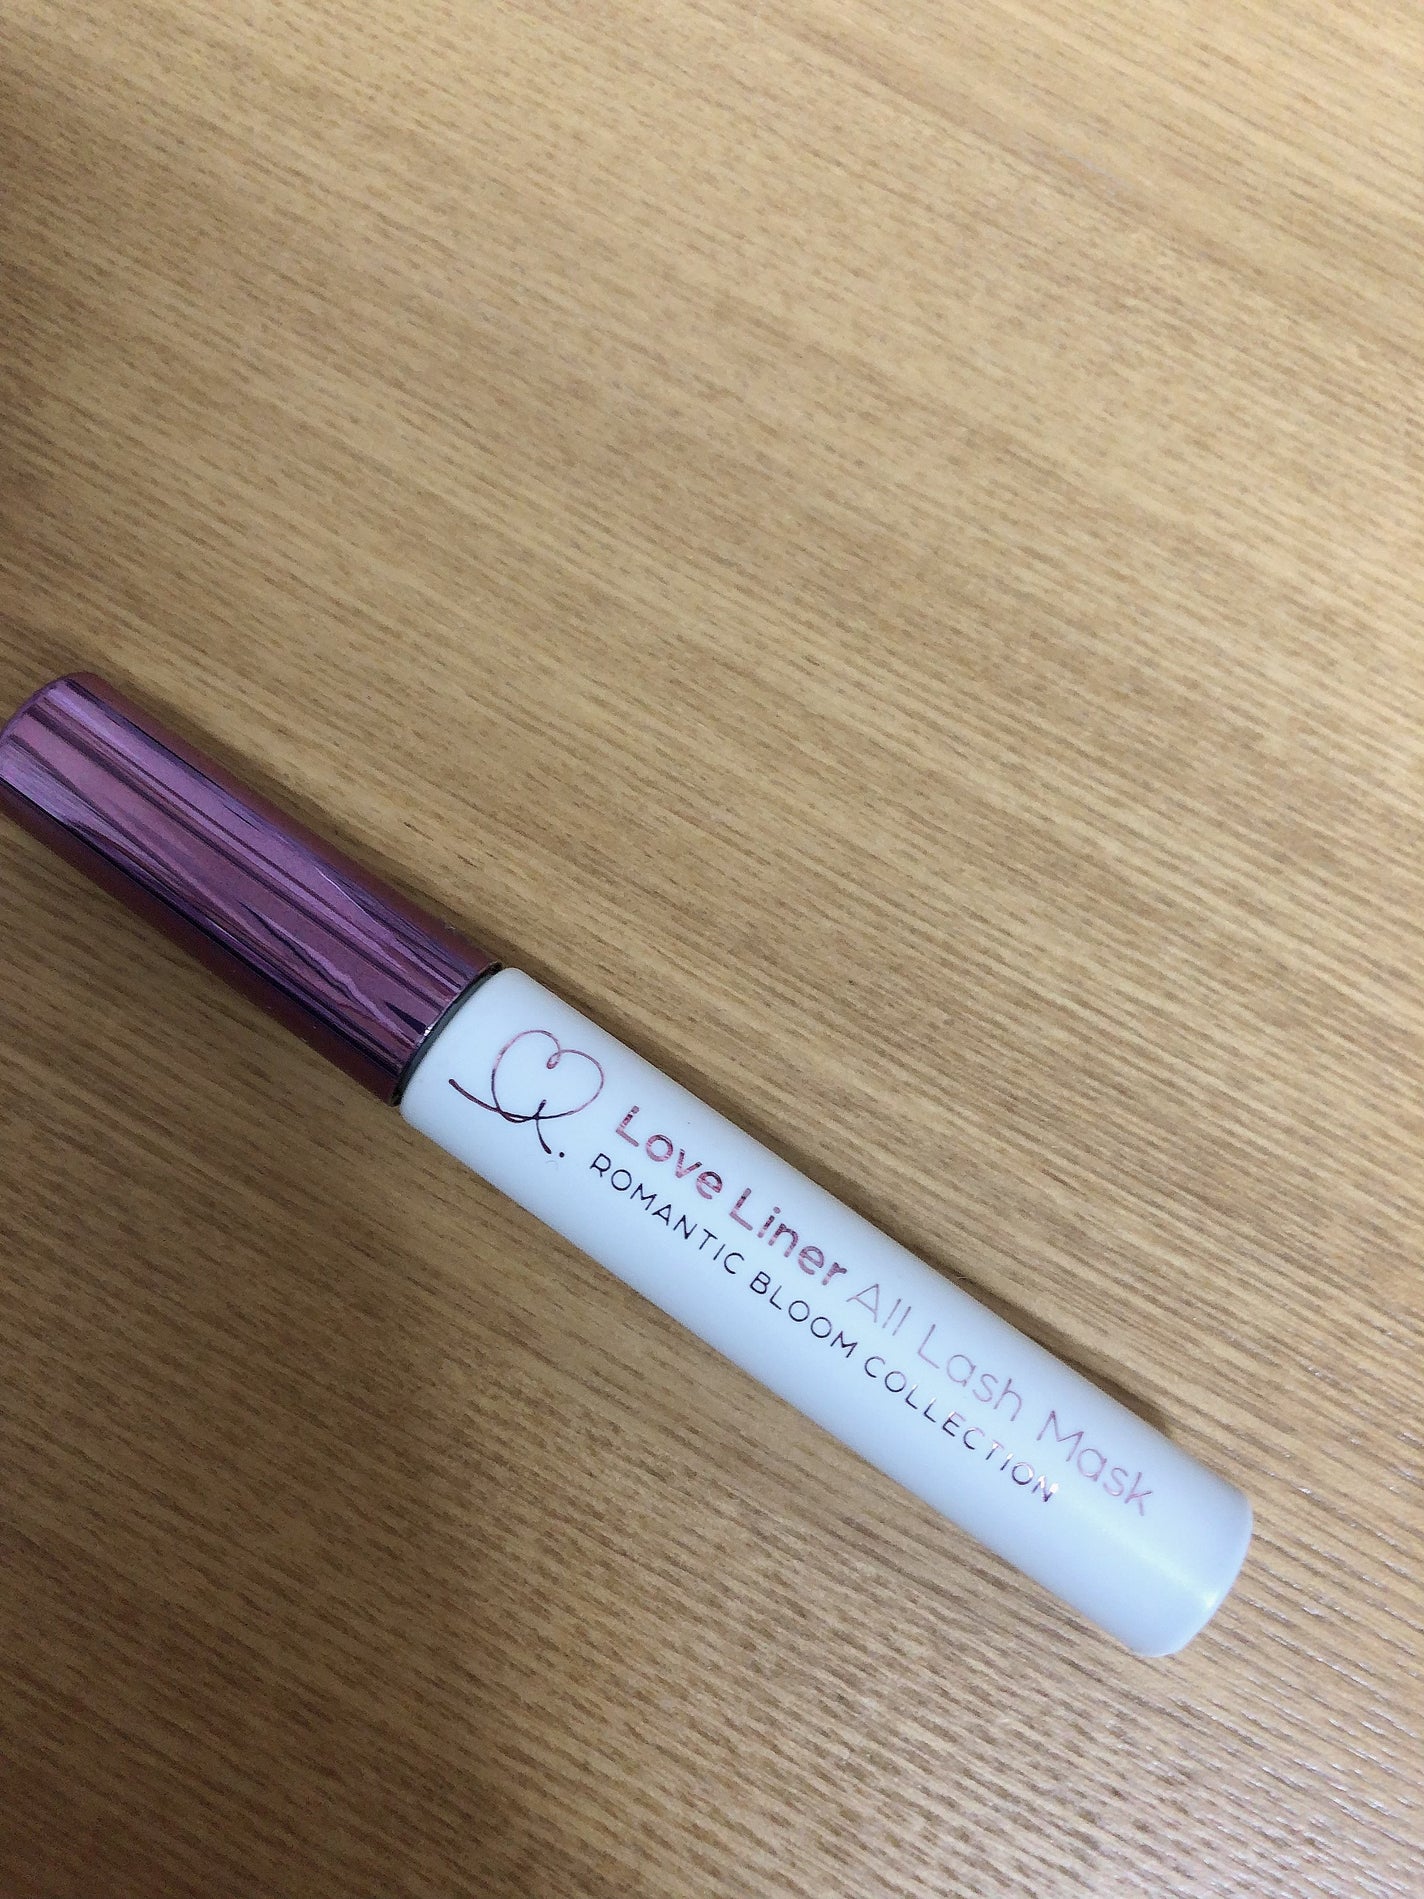 Love Liner All Lash Mask
ROMANTIC BLOOM COLLECTION